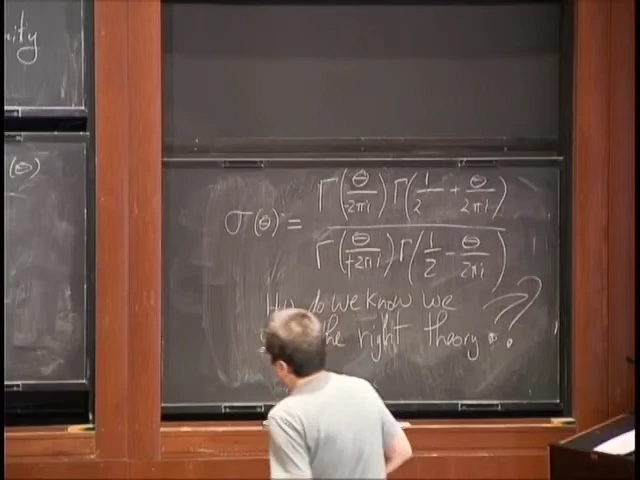 ity
(θ)
σ(θ) = Γ(θ/2πi) Γ(1/2 + θ/2πi) / Γ(θ/-2πi) Γ(1/2 - θ/2πi)
do we know we
the right theory ?